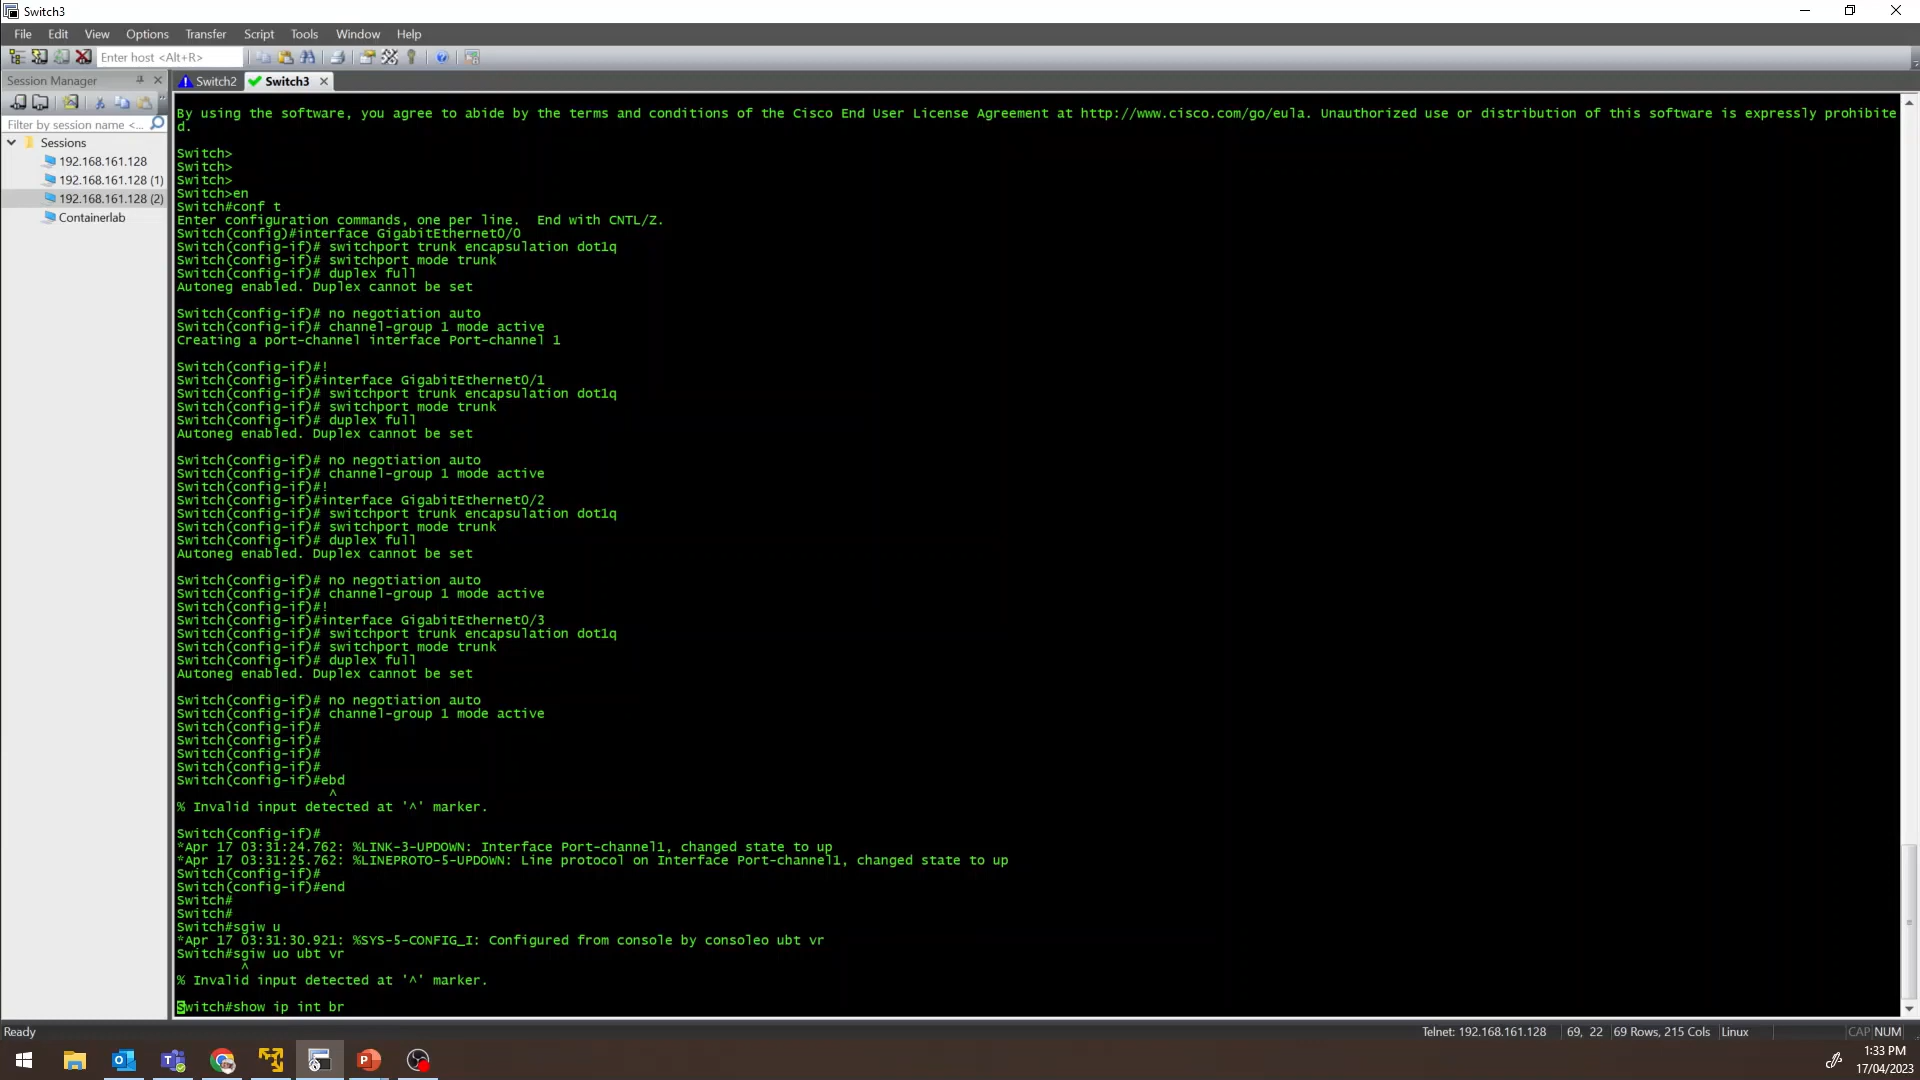 Switch3
File Edit View Options Transfer Script Tools Window Help
Enter host <Alt+R>
Session Manager
Switch2
Switch3
Filter by session name <...
Sessions
192.168.161.128
192.168.161.128 (1)
192.168.161.128 (2)
Containerlab
By using the software, you agree to abide by the terms and conditions of the Cisco End User License Agreement at http://www.cisco.com/go/eula. Unauthorized use or distribution of this software is expressly prohibite
d.
Switch>
Switch>
Switch>
Switch>en
Switch#conf t
Enter configuration commands, one per line.  End with CNTL/Z.
Switch(config)#interface GigabitEthernet0/0
Switch(config-if)# switchport trunk encapsulation dot1q
Switch(config-if)# switchport mode trunk
Switch(config-if)# duplex full
Autoneg enabled. Duplex cannot be set
Switch(config-if)# no negotiation auto
Switch(config-if)# channel-group 1 mode active
Creating a port-channel interface Port-channel 1
Switch(config-if)#!
Switch(config-if)#interface GigabitEthernet0/1
Switch(config-if)# switchport trunk encapsulation dot1q
Switch(config-if)# switchport mode trunk
Switch(config-if)# duplex full
Autoneg enabled. Duplex cannot be set
Switch(config-if)# no negotiation auto
Switch(config-if)# channel-group 1 mode active
Switch(config-if)#!
Switch(config-if)#interface GigabitEthernet0/2
Switch(config-if)# switchport trunk encapsulation dot1q
Switch(config-if)# switchport mode trunk
Switch(config-if)# duplex full
Autoneg enabled. Duplex cannot be set
Switch(config-if)# no negotiation auto
Switch(config-if)# channel-group 1 mode active
Switch(config-if)#!
Switch(config-if)#interface GigabitEthernet0/3
Switch(config-if)# switchport trunk encapsulation dot1q
Switch(config-if)# switchport mode trunk
Switch(config-if)# duplex full
Autoneg enabled. Duplex cannot be set
Switch(config-if)# no negotiation auto
Switch(config-if)# channel-group 1 mode active
Switch(config-if)#
Switch(config-if)#
Switch(config-if)#
Switch(config-if)#
Switch(config-if)#ebd
^
% Invalid input detected at '^' marker.
Switch(config-if)#
*Apr 17 03:31:24.762: %LINK-3-UPDOWN: Interface Port-channel1, changed state to up
*Apr 17 03:31:25.762: %LINEPROTO-5-UPDOWN: Line protocol on Interface Port-channel1, changed state to up
Switch(config-if)#
Switch(config-if)#end
Switch#
Switch#
Switch#sgiw u
*Apr 17 03:31:30.921: %SYS-5-CONFIG_I: Configured from console by consoleo ubt vr
Switch#sgiw uo ubt vr
^
% Invalid input detected at '^' marker.
Switch#show ip int br
Ready
Telnet: 192.168.161.128 69, 22 69 Rows, 215 Cols Linux CAP NUM
1:33 PM
17/04/2023